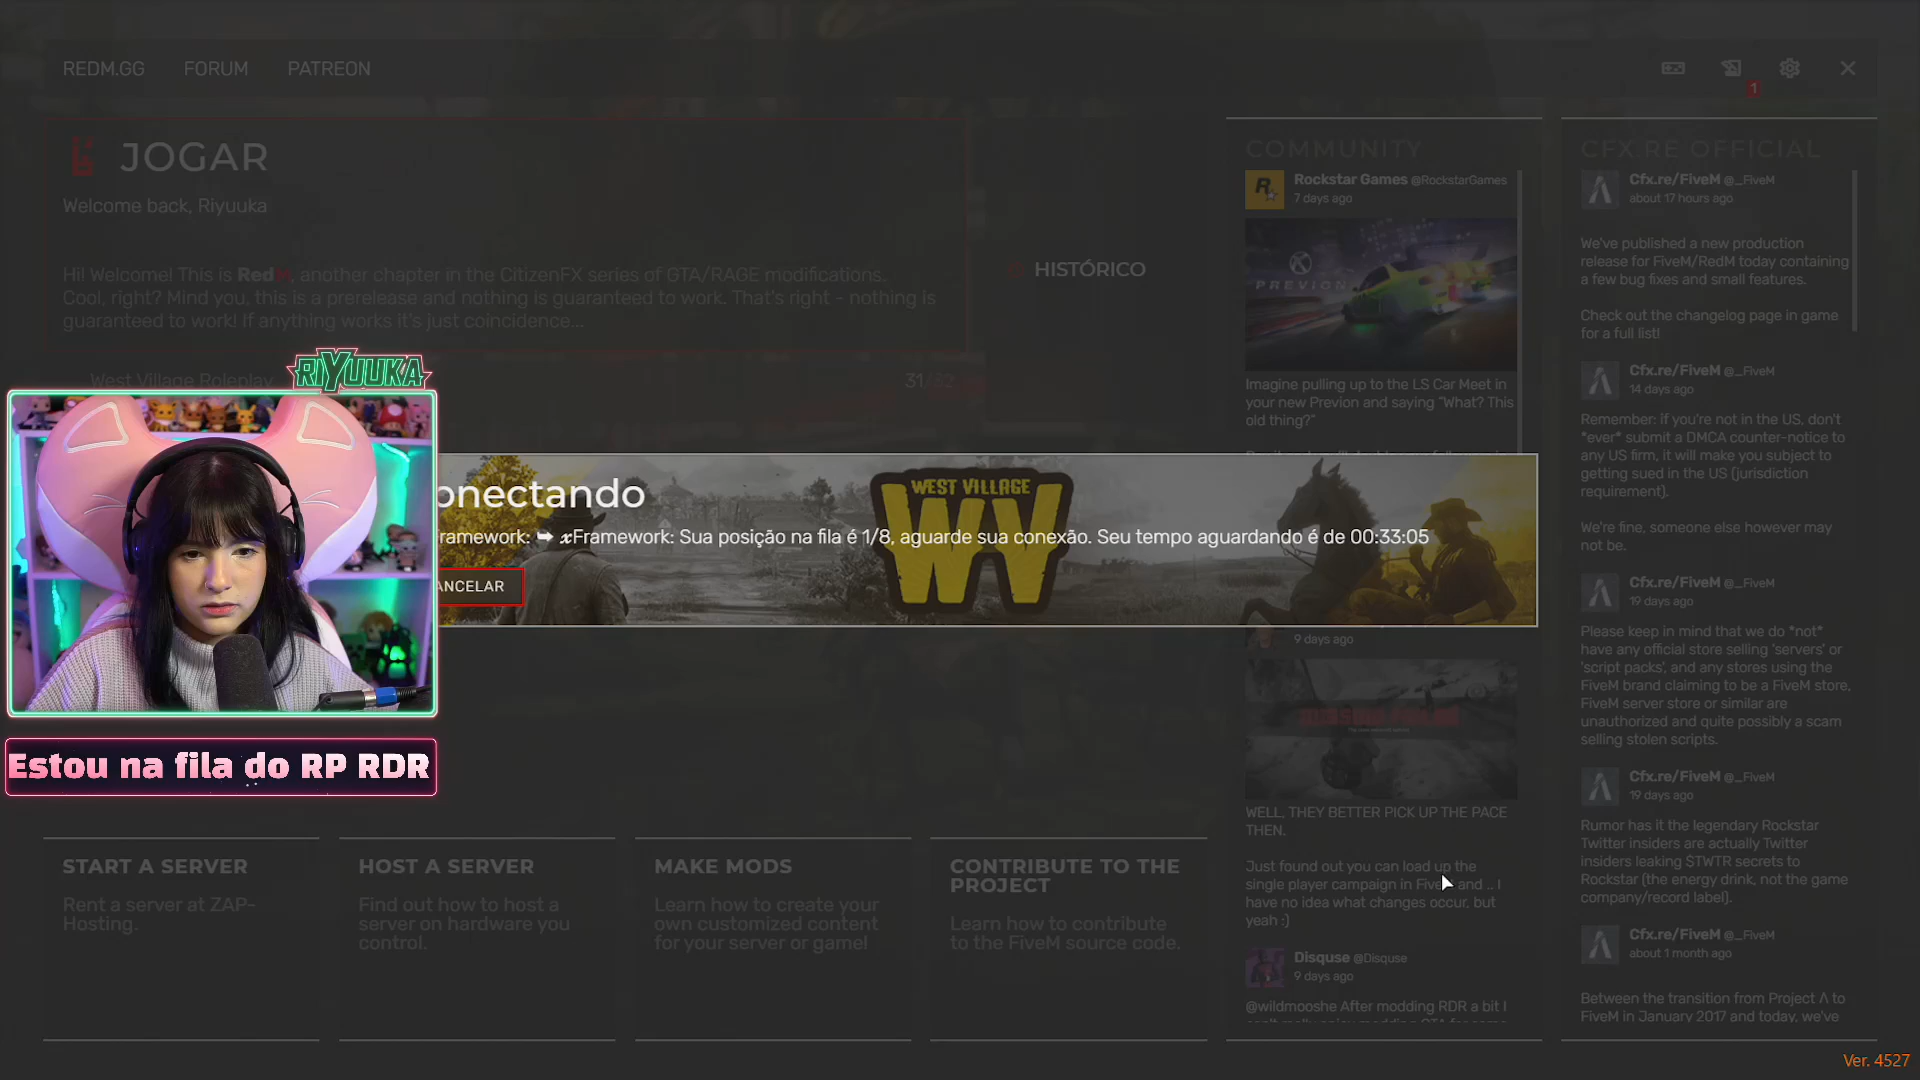 REDM.GG FORUM PATREON
1
JOGAR
Welcome back, Riyuuka
Hi! Welcome! This is RedM, another chapter in the CitizenFX series of GTA/RAGE modifications.
Cool, right? Mind you, this is a prerelease and nothing is guaranteed to work. That's right - nothing is
guaranteed to work! If anything works it's just coincidence...
HISTÓRICO
West Village Roleplay
31/32
RIYUUKA
onectando
WEST VILLAGE
WV
ramework: ➥ 𝒙Framework: Sua posição na fila é 1/8, aguarde sua conexão. Seu tempo aguardando é de 00:33:05
ANCELAR
Estou na fila do RP RDR
START A SERVER
Rent a server at ZAP-
Hosting.
HOST A SERVER
Find out how to host a
server on hardware you
control.
MAKE MODS
Learn how to create your
own customized content
for your server or game!
CONTRIBUTE TO THE
PROJECT
Learn how to contribute
to the FiveM source code.
COMMUNITY
Rockstar Games @RockstarGames
7 days ago
PREVION
Imagine pulling up to the LS Car Meet in
your new Previon and saying “What? This
old thing?”
9 days ago
WELL, THEY BETTER PICK UP THE PACE
THEN.
Just found out you can load up the
single player campaign in FiveM and .. I
have no idea what changes occur, but
yeah :)
Disquse @Disquse
9 days ago
@wildmooshe After modding RDR a bit I
CFX.RE OFFICIAL
Cfx.re/FiveM @_FiveM
about 17 hours ago
We've published a new production
release for FiveM/RedM today containing
a few bug fixes and small features.
Check out the changelog page in game
for a full list!
Cfx.re/FiveM @_FiveM
14 days ago
Remember: if you're not in the US, don't
*ever* submit a DMCA counter-notice to
any US firm, it will make you subject to
getting sued in the US (jurisdiction
requirement).
We're fine, someone else however may
not be.
Cfx.re/FiveM @_FiveM
19 days ago
Please keep in mind that we do *not*
have any official store selling 'servers' or
'script packs', and any stores using the
FiveM brand claiming to be a FiveM store,
FiveM server store or similar are
unauthorized and quite possibly a scam
selling stolen scripts.
Cfx.re/FiveM @_FiveM
19 days ago
Rumor has it the legendary Rockstar
Twitter insiders are actually Twitter
insiders leaking $TWTR secrets to
Rockstar (the energy drink, not the game
company/record label).
Cfx.re/FiveM @_FiveM
about 1 month ago
Between the transition from Project Λ to
FiveM in January 2017 and today, we've
Ver. 4527